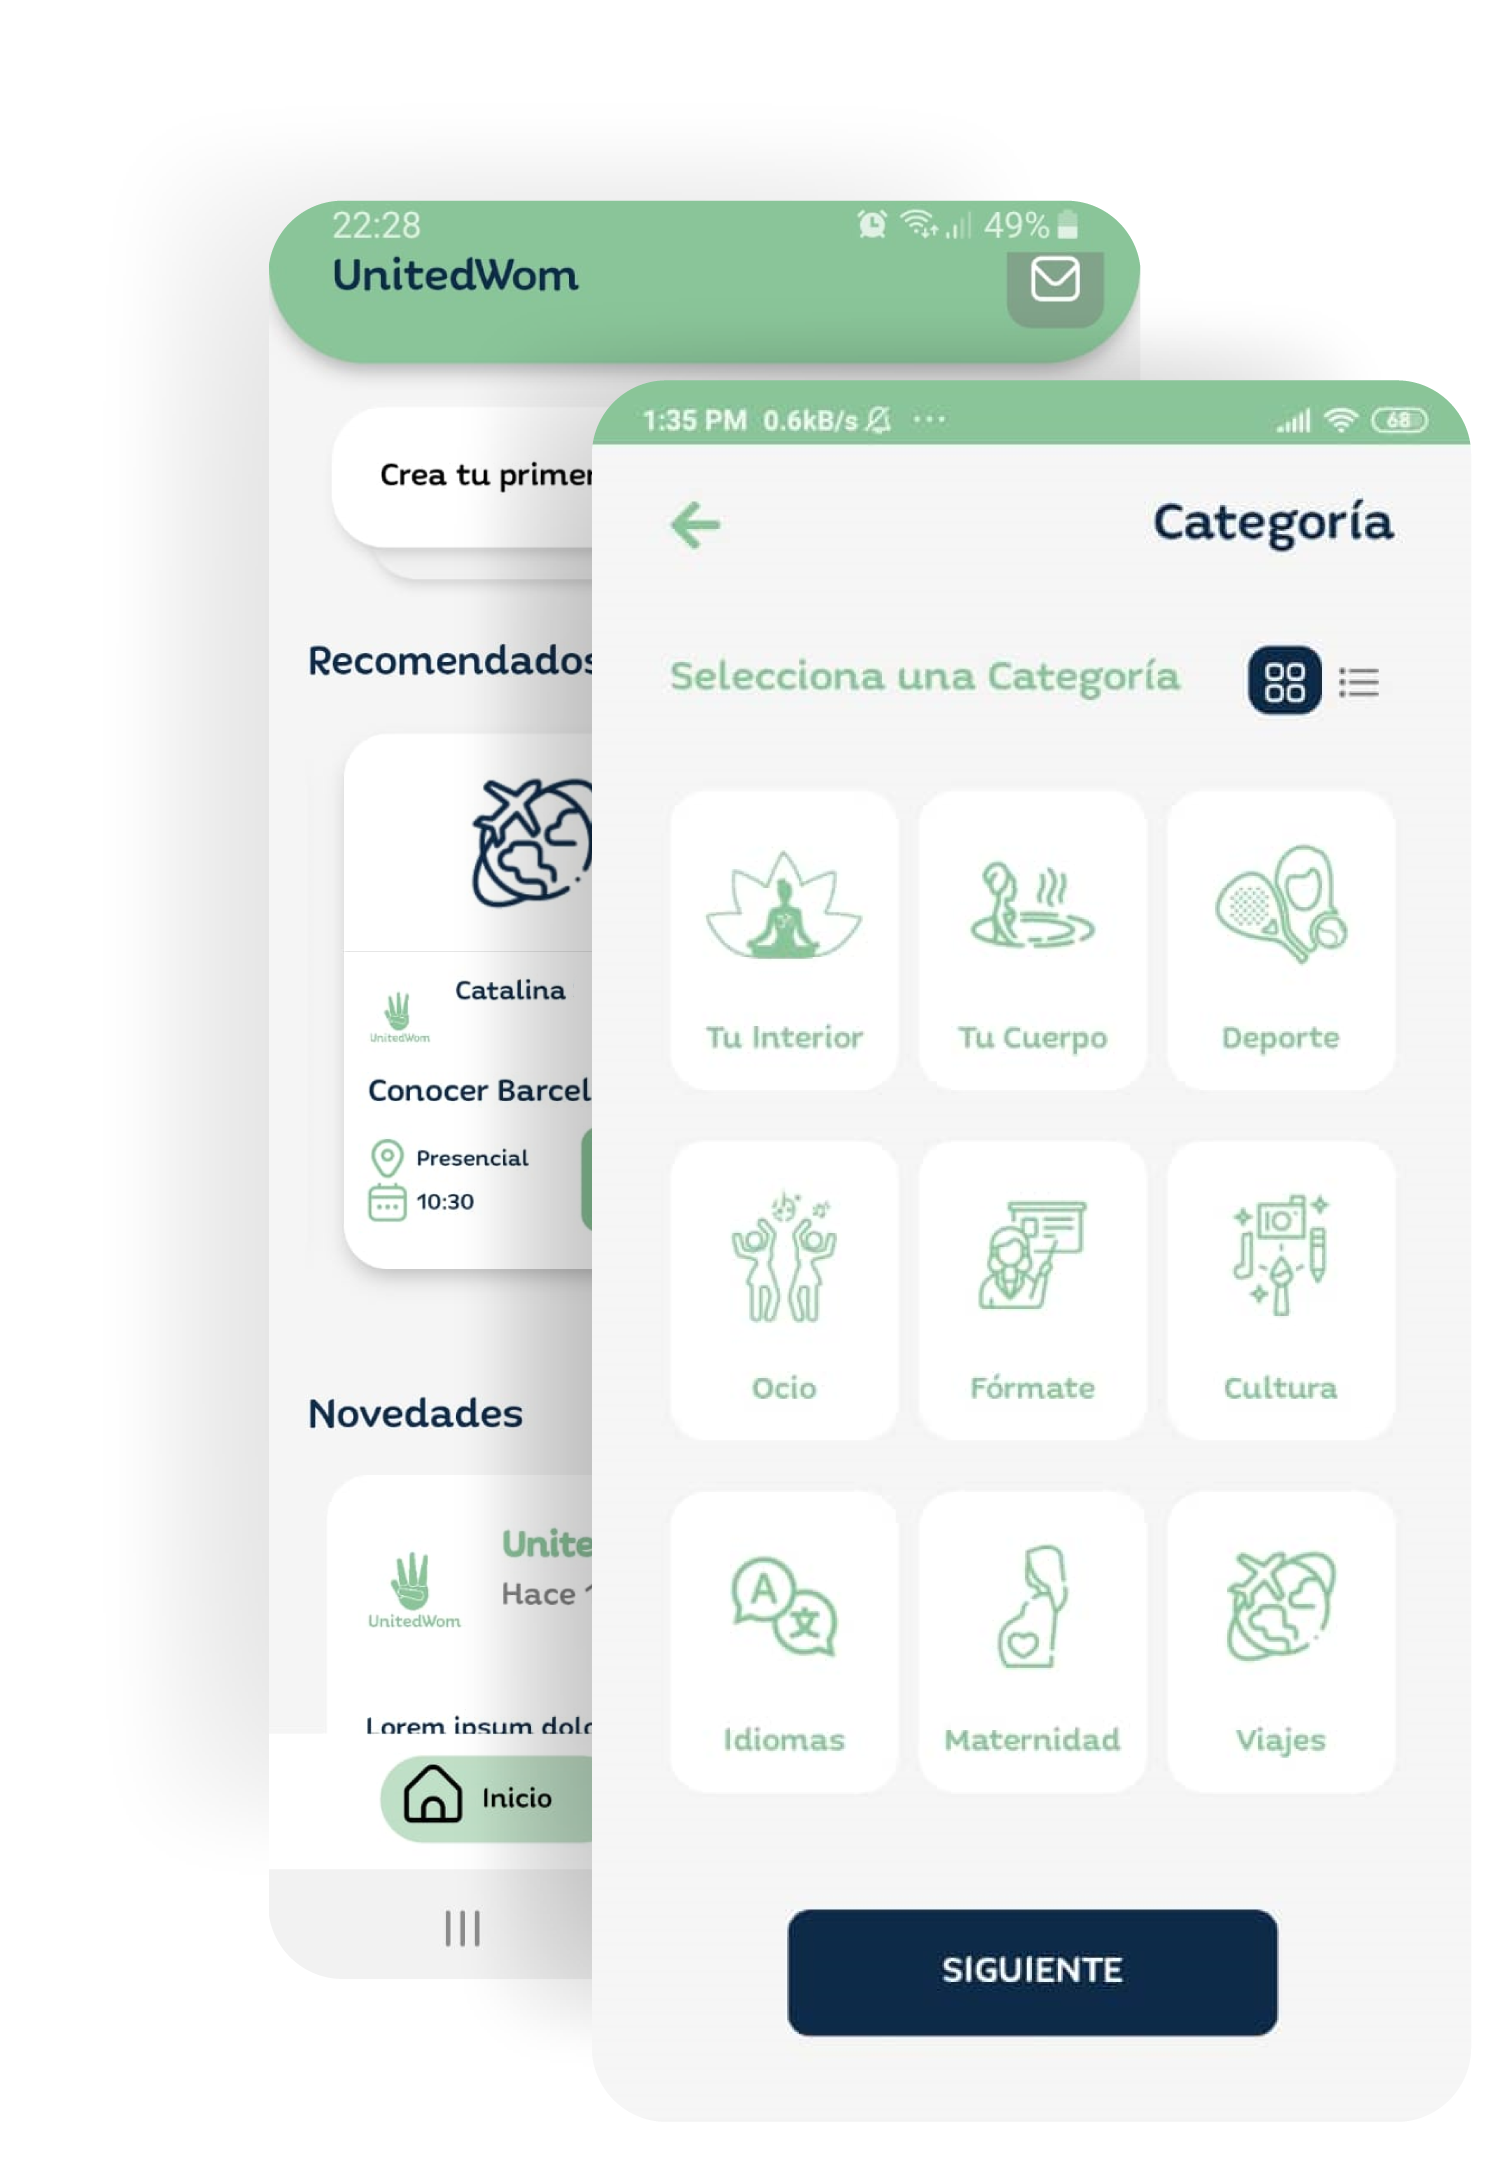 22:28
49%
UnitedWom
Crea tu primer
Recomendados
Catalina
UnitedWom
Conocer Barcel
Presencial
10:30
Novedades
Unite
Hace
UnitedWom
Lorem ipsum dolo
Inicio
1:35 PM 0.6kB/s ...
68
Categoría
Selecciona una Categoría
Tu Interior
Tu Cuerpo
Deporte
Ocio
Fórmate
Cultura
A 文
Idiomas
Maternidad
Viajes
SIGUIENTE